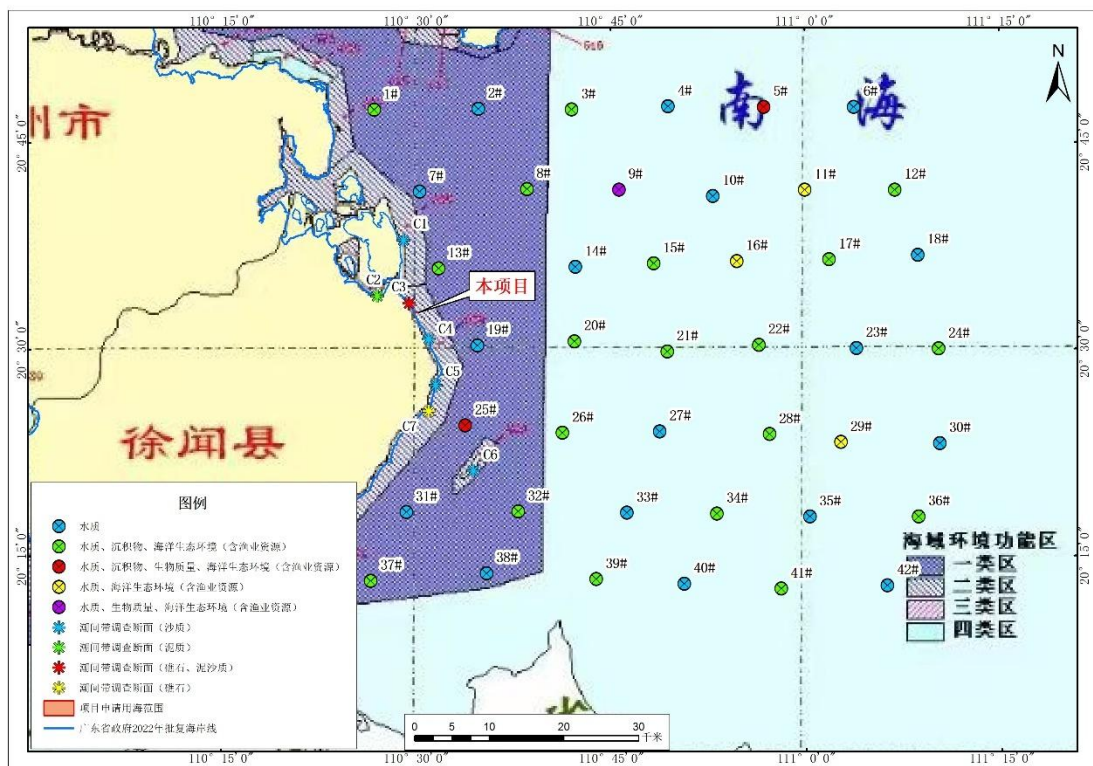 110° 15′ 0″
110° 30′ 0″
110° 45′ 0″
111° 0′ 0″
111° 15′ 0″
N
南 海
州市
1#
2#
3#
4#
5#
6#
20° 45′ 0″
20° 45′ 0″
7#
8#
9#
10#
11#
12#
C1
13#
14#
15#
16#
17#
18#
C2
C3
本项目
C4
19#
20#
21#
22#
23#
24#
20° 30′ 0″
20° 30′ 0″
C5
C7
25#
26#
27#
28#
29#
30#
徐闻县
C6
31#
32#
33#
34#
35#
36#
20° 15′ 0″
20° 15′ 0″
37#
38#
39#
40#
41#
42#
图例
水质
水质、沉积物、海洋生态环境（含渔业资源）
水质、沉积物、生物质量、海洋生态环境（含渔业资源）
水质、海洋生态环境（含渔业资源）
水质、生物质量、海洋生态环境（含渔业资源）
潮间带调查断面（沙质）
潮间带调查断面（泥质）
潮间带调查断面（礁石、泥沙质）
潮间带调查断面（礁石）
项目申请用海范围
广东省政府2022年批复海岸线
海域环境功能区
一类区
二类区
三类区
四类区
0 5 10 20 30
千米
110° 15′ 0″
110° 30′ 0″
110° 45′ 0″
111° 0′ 0″
111° 15′ 0″